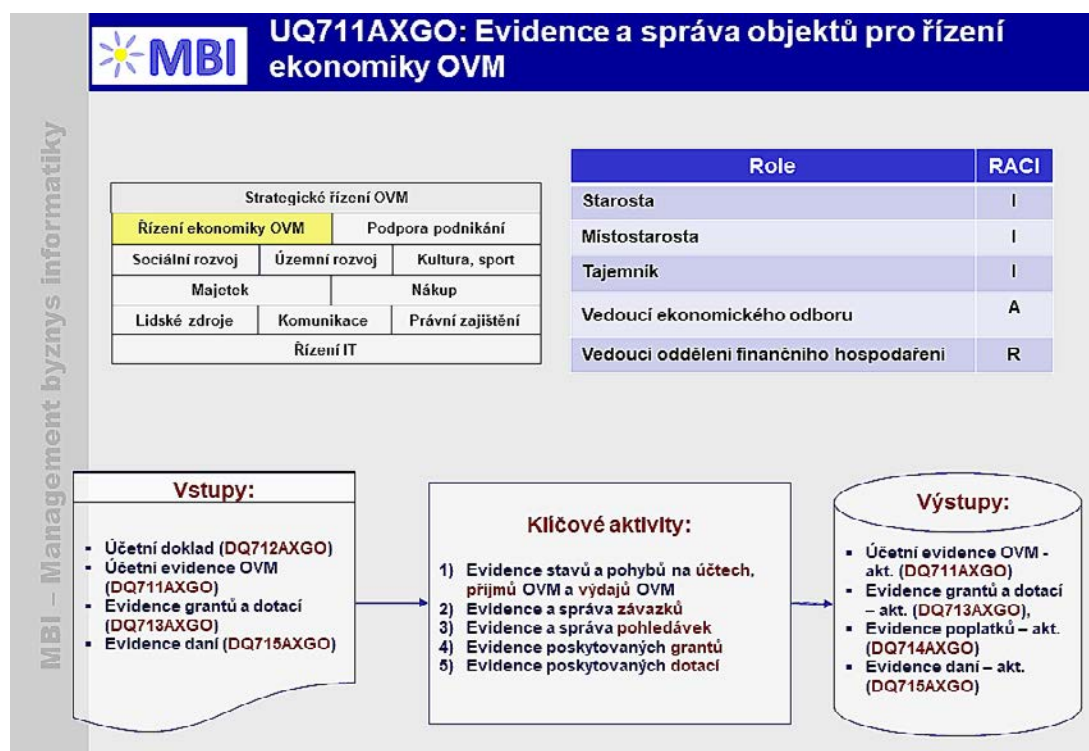 MBI
UQ711AXGO: Evidence a správa objektů pro řízení
ekonomiky OVM
MBI – Management byznys informatiky
Strategické řízení OVM
Řízení ekonomiky OVM
Podpora podnikání
Sociální rozvoj
Územní rozvoj
Kultura, sport
Majetek
Nákup
Lidské zdroje
Komunikace
Právní zajištění
Řízení IT
Role RACI
Starosta I
Místostarosta I
Tajemník I
Vedoucí ekonomického odboru A
Vedoucí oddělení finančního hospodaření R
Vstupy:
▪ Účetní doklad (DQ712AXGO)
▪ Účetní evidence OVM
(DQ711AXGO)
▪ Evidence grantů a dotací
(DQ713AXGO)
▪ Evidence daní (DQ715AXGO)
Klíčové aktivity:
1) Evidence stavů a pohybů na účtech,
příjmů OVM a výdajů OVM
2) Evidence a správa závazků
3) Evidence a správa pohledávek
4) Evidence poskytovaných grantů
5) Evidence poskytovaných dotací
Výstupy:
▪ Účetní evidence OVM -
akt. (DQ711AXGO)
▪ Evidence grantů a dotací
– akt. (DQ713AXGO),
▪ Evidence poplatků – akt.
(DQ714AXGO)
▪ Evidence daní – akt.
(DQ715AXGO)